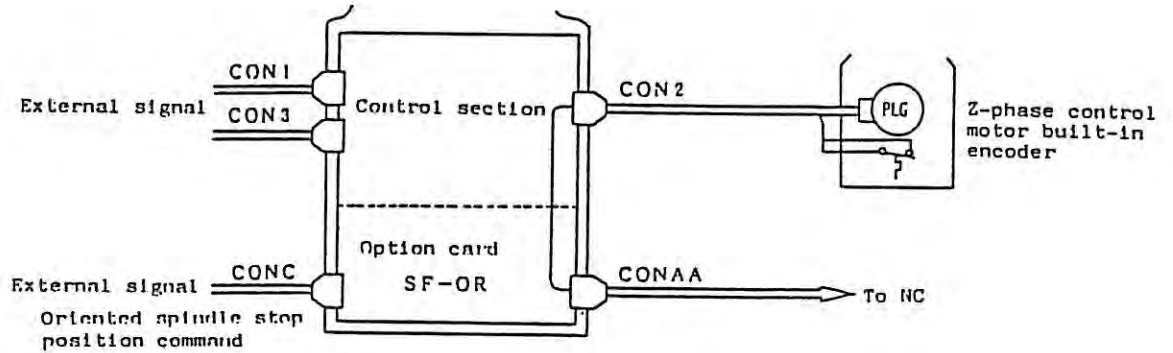 CON1
External signal
CON3
Control section
CON2
PLG
Z-phase control
motor built-in
encoder
Option card
SF-OR
CONC
External signal
Oriented spindle stop
position command
CONAA
To NC